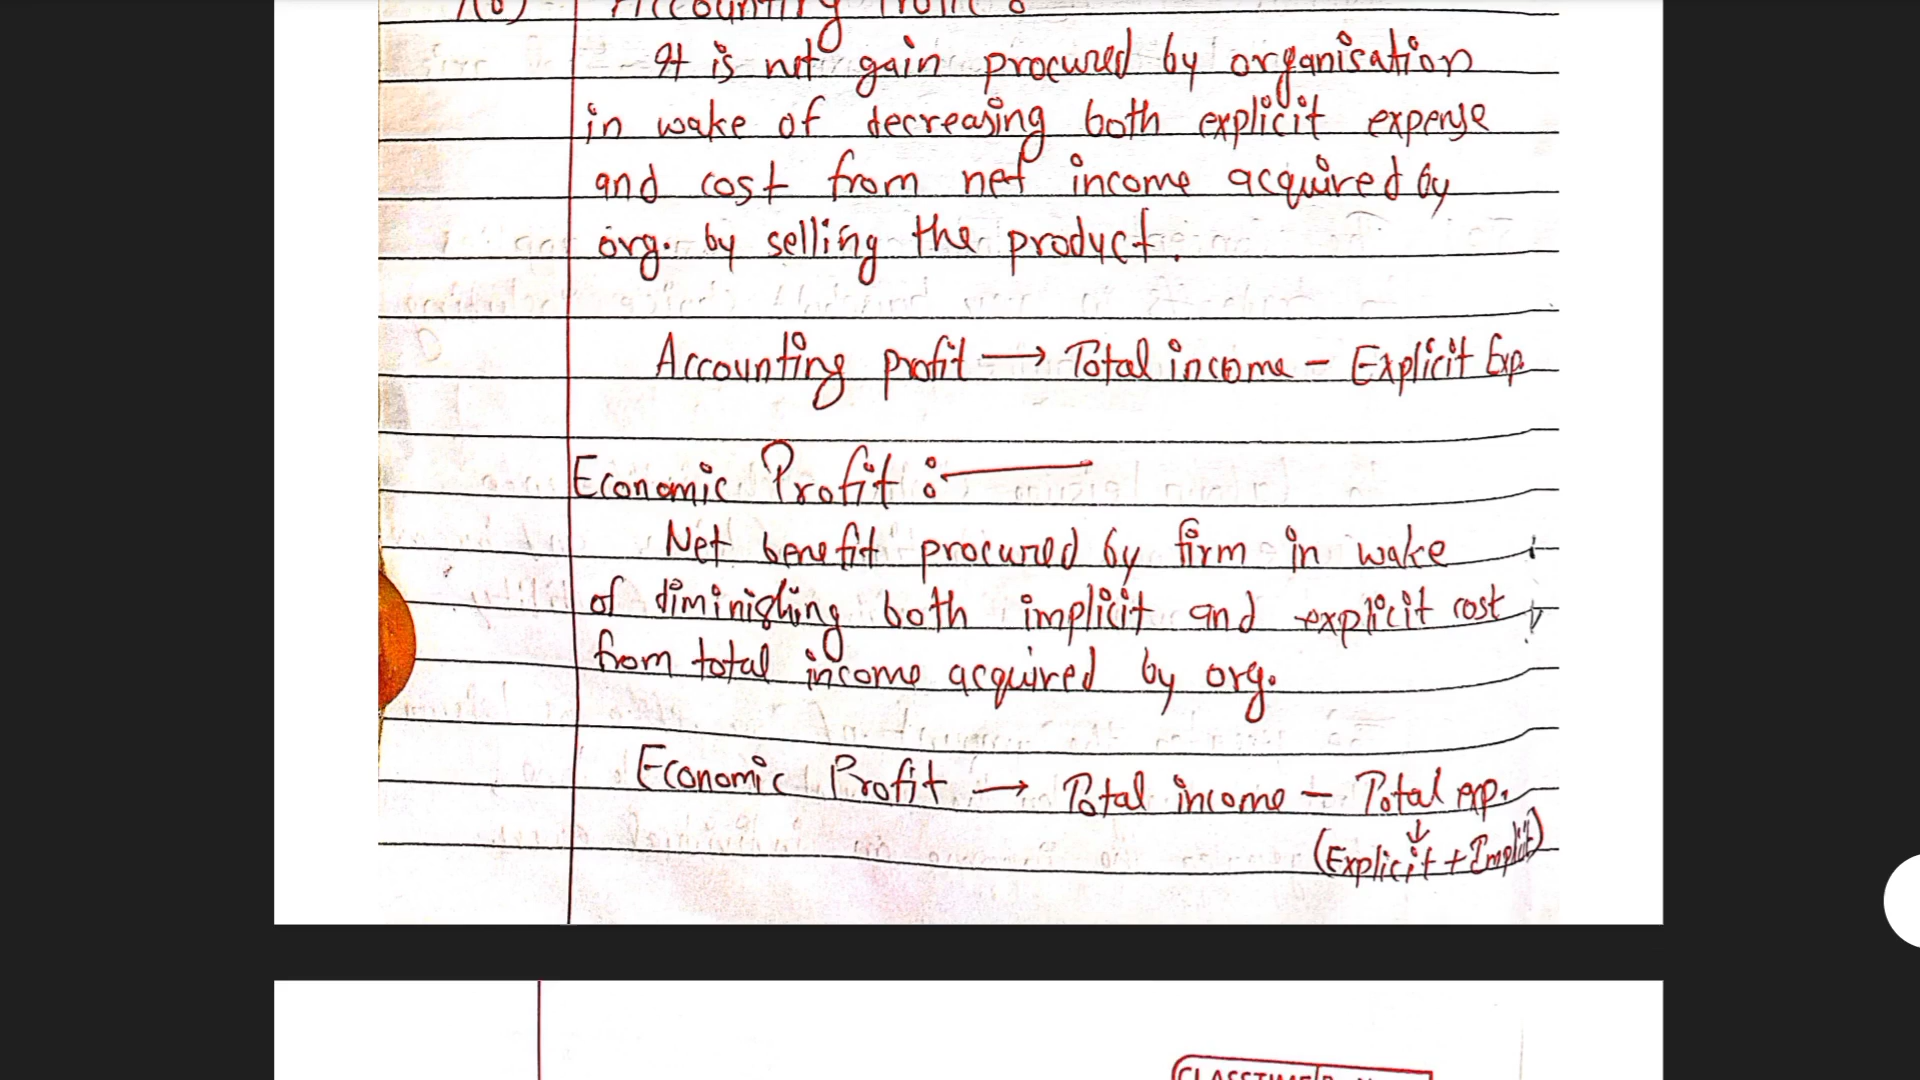 Accounting Profit :
It is net gain procured by organisation
in wake of decreasing both explicit expense
and cost from net income acquired by
org. by selling the product.
Accounting profit → Total income – Explicit Exp.
Economic Profit :
Net benefit procured by firm in wake
of diminishing both implicit and explicit cost
from total income acquired by org.
Economic Profit → Total income – Total exp.
↓
(Explicit + Implicit)